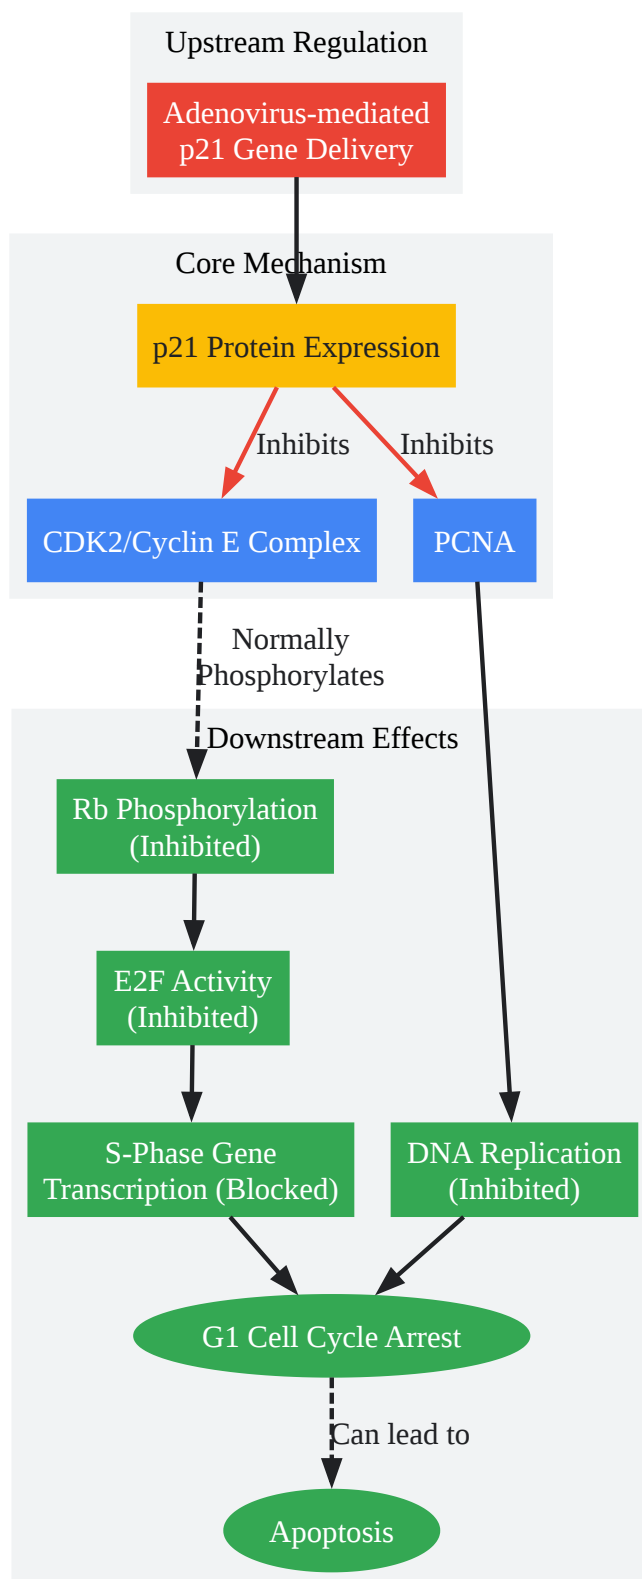 Upstream Regulation
Adenovirus-mediated
p21 Gene Delivery
Core Mechanism
p21 Protein Expression
Inhibits
Inhibits
CDK2/Cyclin E Complex
PCNA
Normally
Phosphorylates
Downstream Effects
Rb Phosphorylation
(Inhibited)
E2F Activity
(Inhibited)
S-Phase Gene
Transcription (Blocked)
DNA Replication
(Inhibited)
G1 Cell Cycle Arrest
Can lead to
Apoptosis